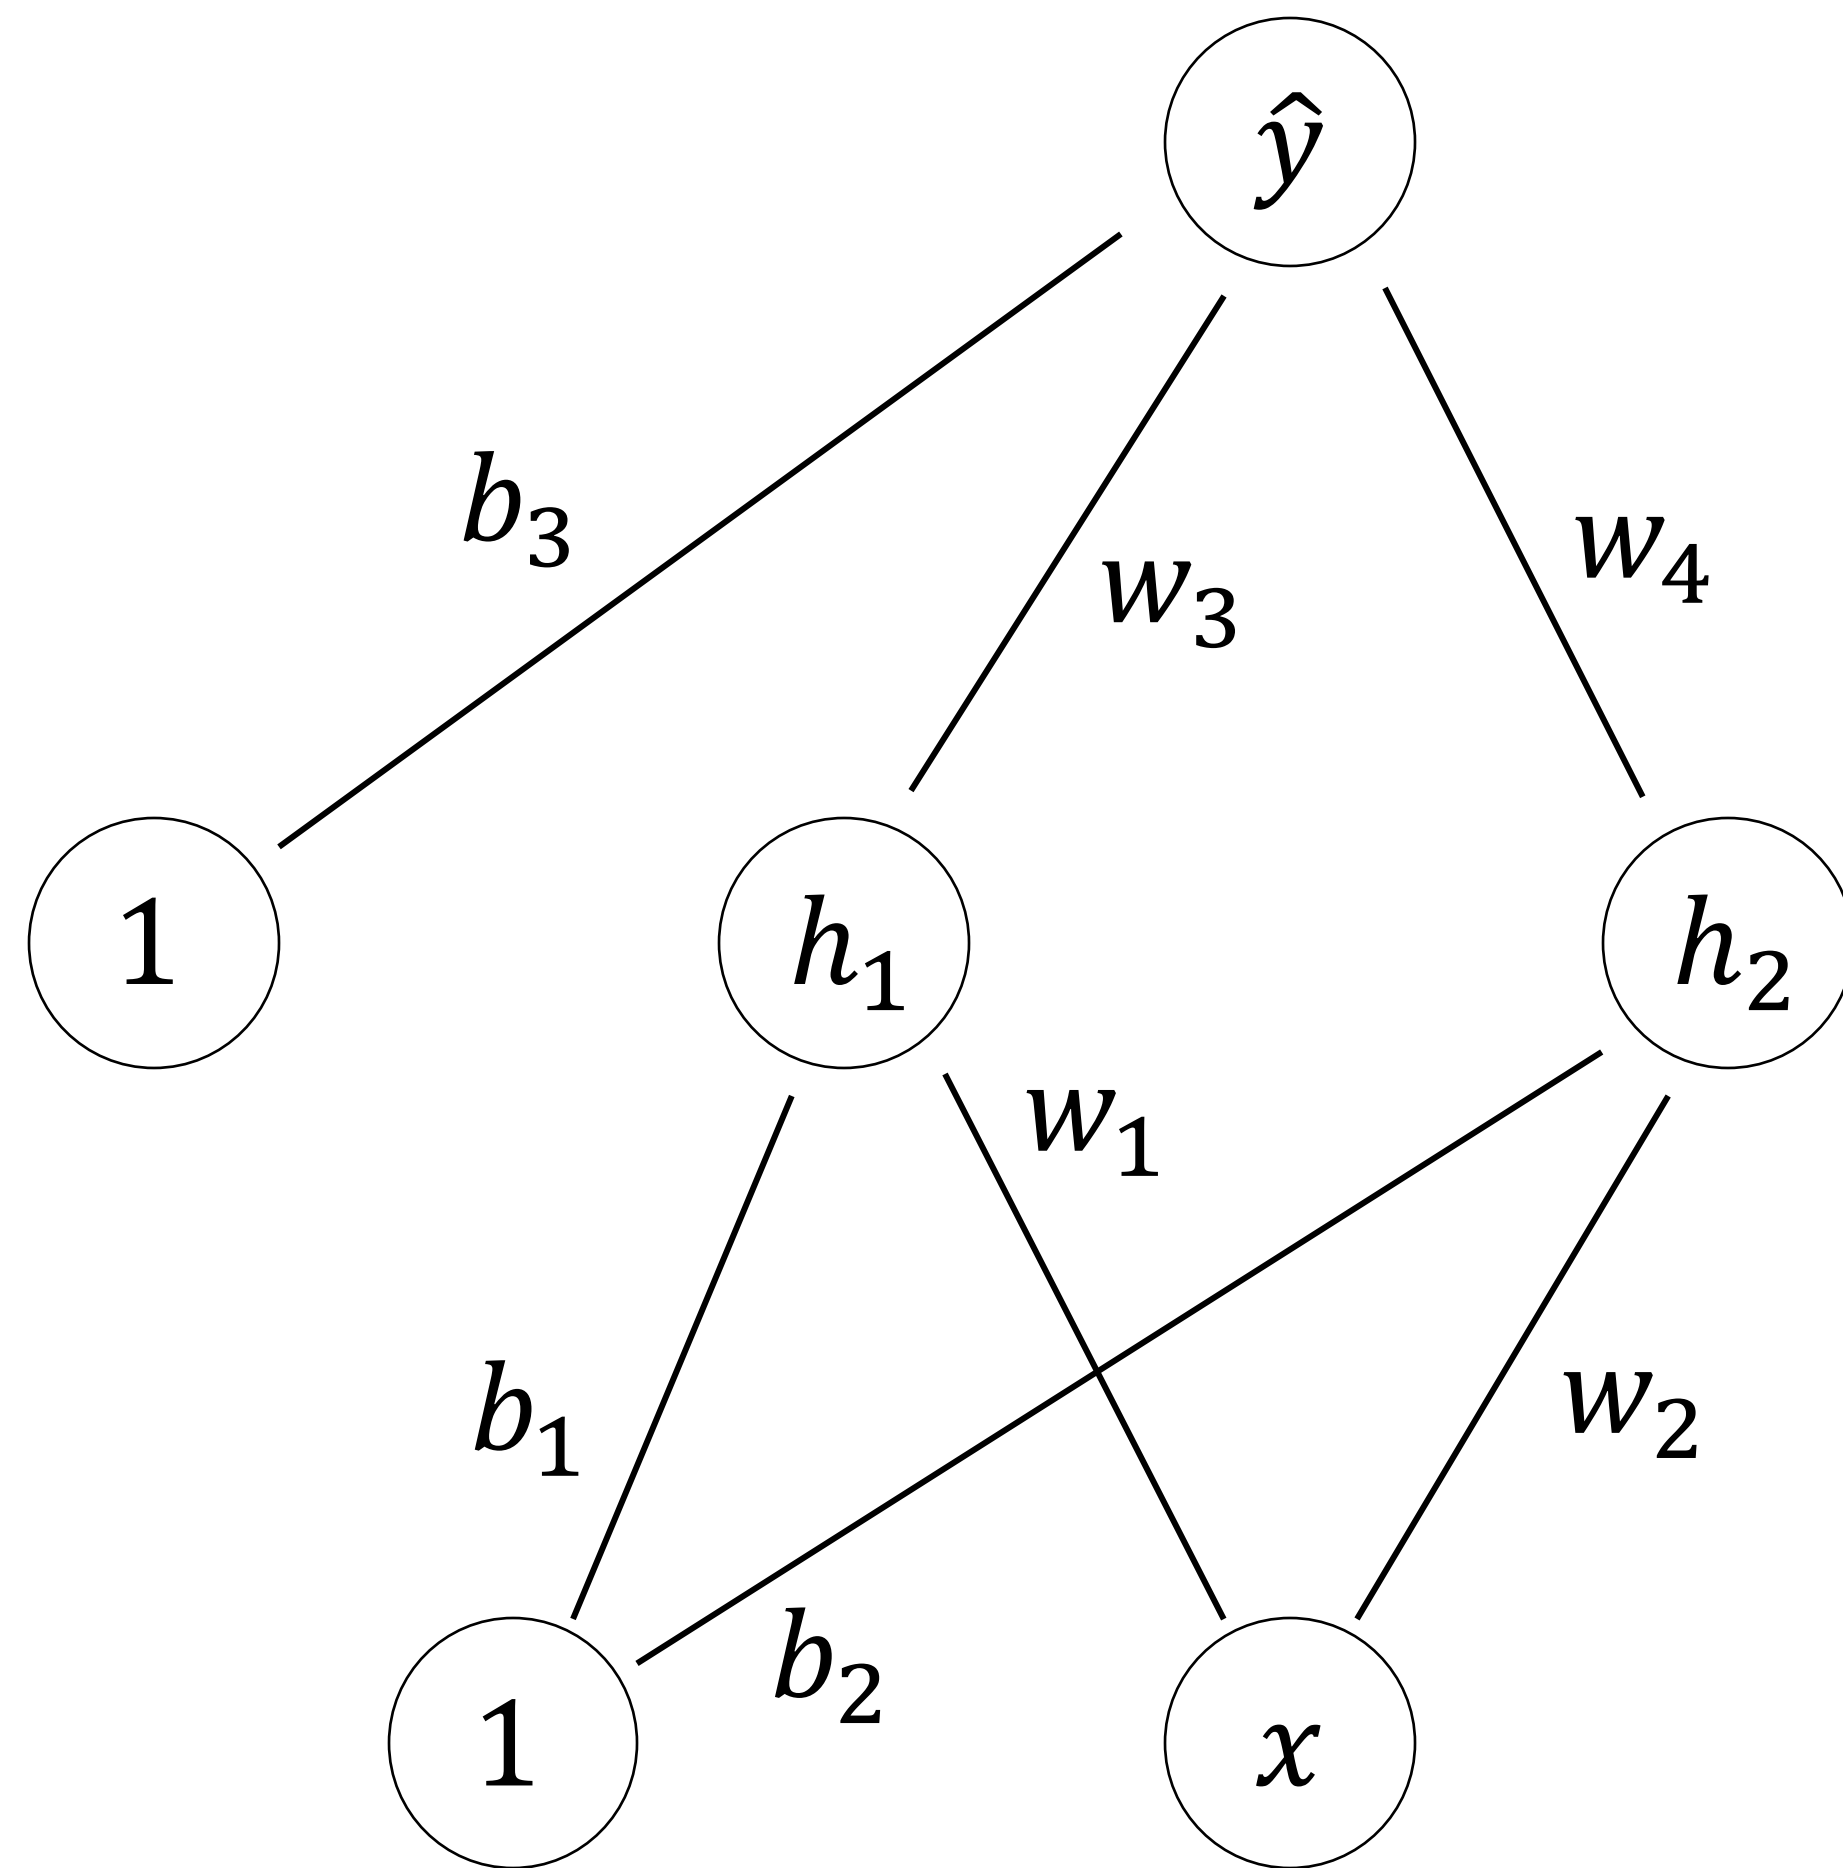 ŷ
b₃
w₃
w₄
1
h₁
h₂
w₁
b₁
w₂
b₂
1
x